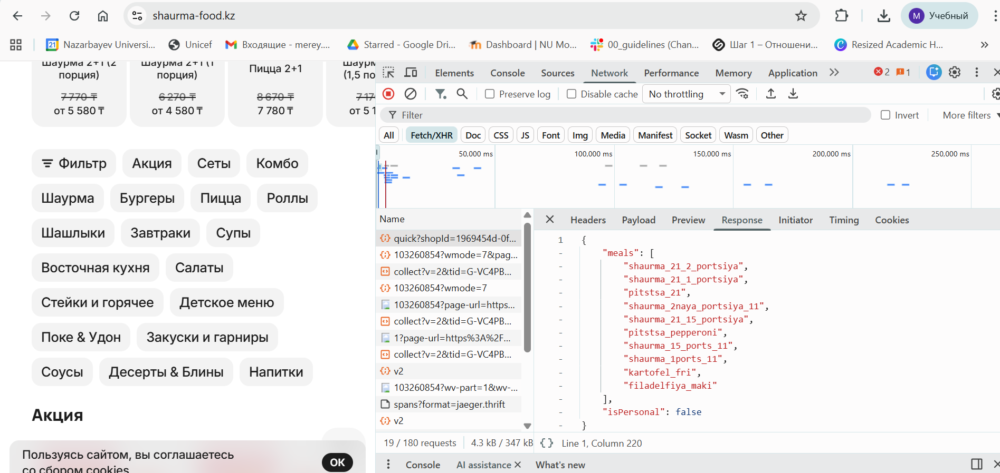 shaurma-food.kz
M Учебный
21 Nazarbayev Universi...
Unicef
Входящие - merey....
Starred - Google Dri...
Dashboard | NU Mo...
00_guidelines (Chan...
Шаг 1 – Отношени...
Resized Academic H...
Шаурма 2+1 (2 порция)
7 770 ₸
от 5 580 ₸
Шаурма 2+1 (1 порция)
6 270 ₸
от 4 580 ₸
Пицца 2+1
8 670 ₸
7 780 ₸
Шаурм
(1,5 по
7 17
от 5 1
Фильтр Акция Сеты Комбо
Шаурма Бургеры Пицца Роллы
Шашлыки Завтраки Супы
Восточная кухня Салаты
Стейки и горячее Детское меню
Поке & Удон Закуски и гарниры
Соусы Десерты & Блины Напитки
Акция
Пользуясь сайтом, вы соглашаетесь
со сбором cookies
OK
Elements Console Sources Network Performance Memory Application 2 1
Preserve log Disable cache No throttling
Filter Invert More filters
All Fetch/XHR Doc CSS JS Font Img Media Manifest Socket Wasm Other
50,000 ms 100,000 ms 150,000 ms 200,000 ms 250,000 ms
Name
quick?shopId=1969454d-0f...
103260854?wmode=7&pag...
collect?v=2&tid=G-VC4PB...
103260854?wmode=7
103260854?page-url=https...
collect?v=2&tid=G-VC4PB...
1?page-url=https%3A%2F...
collect?v=2&tid=G-VC4PB...
v2
103260854?wv-part=1&wv-...
spans?format=jaeger.thrift
v2
19 / 180 requests 4.3 kB / 347 kB
Headers Payload Preview Response Initiator Timing Cookies
1 {
- "meals": [
- "shaurma_21_2_portsiya",
- "shaurma_21_1_portsiya",
- "pitstsa_21",
- "shaurma_2naya_portsiya_11",
- "shaurma_21_15_portsiya",
- "pitstsa_pepperoni",
- "shaurma_15_ports_11",
- "shaurma_1ports_11",
- "kartofel_fri",
- "filadelfiya_maki"
- ],
- "isPersonal": false
- }
{} Line 1, Column 220
Console AI assistance What's new